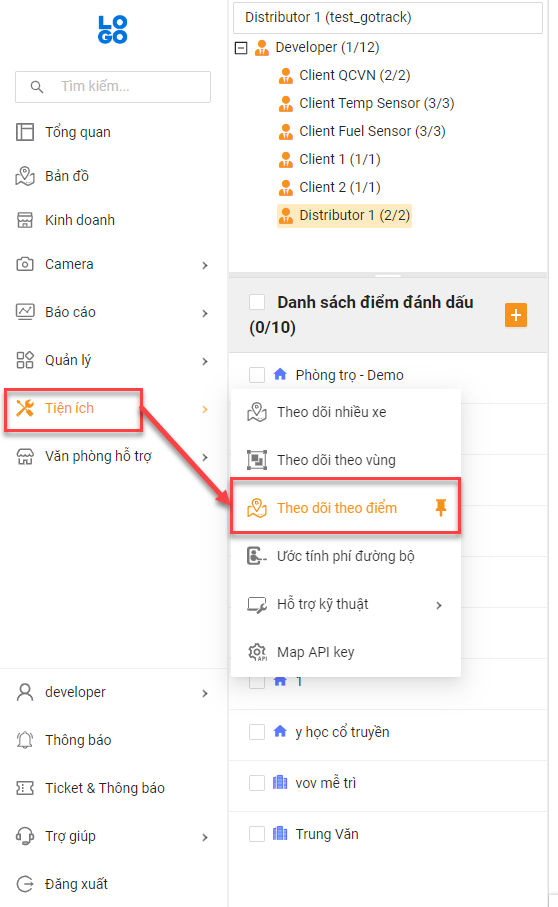 LO
GO
Tìm kiếm...
Tổng quan
Bản đồ
Kinh doanh
Camera
Báo cáo
Quản lý
Tiện ích
Văn phòng hỗ trợ
developer
Thông báo
Ticket & Thông báo
Trợ giúp
Đăng xuất
Distributor 1 (test_gotrack)
Developer (1/12)
Client QCVN (2/2)
Client Temp Sensor (3/3)
Client Fuel Sensor (3/3)
Client 1 (1/1)
Client 2 (1/1)
Distributor 1 (2/2)
Danh sách điểm đánh dấu
(0/10)
Phòng trọ - Demo
Theo dõi nhiều xe
Theo dõi theo vùng
Theo dõi theo điểm
Ước tính phí đường bộ
Hỗ trợ kỹ thuật
API
Map API key
1
y học cổ truyền
vov mễ trì
Trung Văn